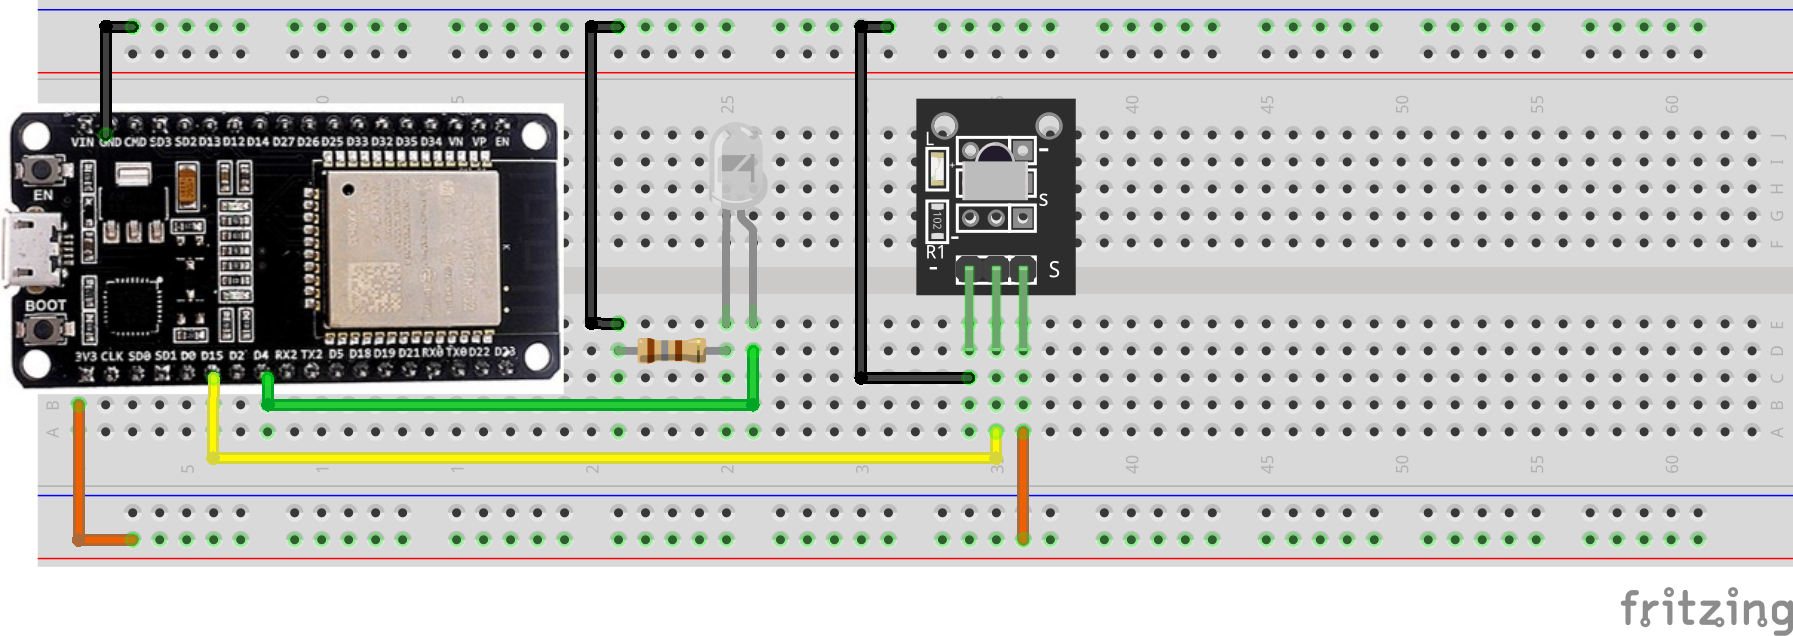 25 40 45 50 55 60
J
VIN GND CMD SD3 SD2 D13 D12 D14 D27 D26 D25 D33 D32 D35 D34 VN VP EN
L
-
I
EN
H
S
102
G
-
F
R1
-
S
BOOT
E
3V3 CLK SD0 SD1 D0 D15 D2 D4 RX2 TX2 D5 D18 D19 D21 RX0 TX0 D22 D23
D
C
B B
A A
5 1 1 2 2 3 3 40 45 50 55 60
fritzing